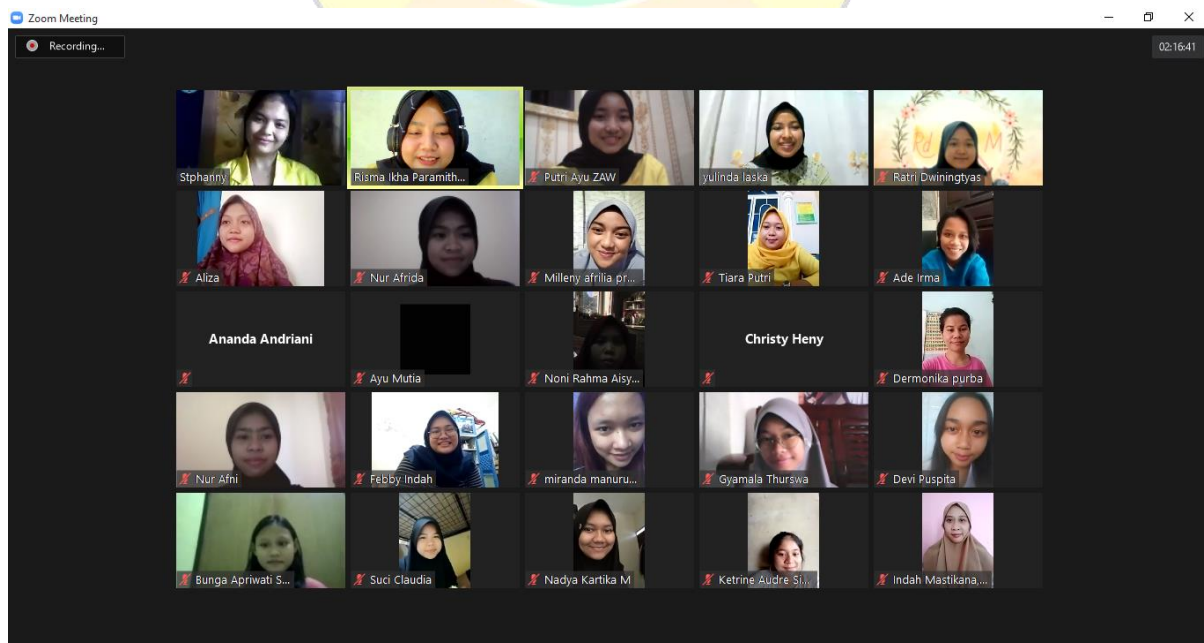 Zoom Meeting
Recording...
02:16:41
Stphanny
Risma Ikha Paramith...
Putri Ayu ZAW
yulinda laska
Ratri Dwiningtyas
Rd M
Aliza
Nur Afrida
Milleny afrilia pr...
Tiara Putri
Ade Irma
Ananda Andriani
Ayu Mutia
Noni Rahma Aisy...
Christy Heny
Dermonika purba
Nur Afni
Febby Indah
miranda manuru...
Gyamala Thurswa
Devi Puspita
Bunga Apriwati S...
Suci Claudia
Nadya Kartika M
Ketrine Audre Si...
Indah Mastikana,...